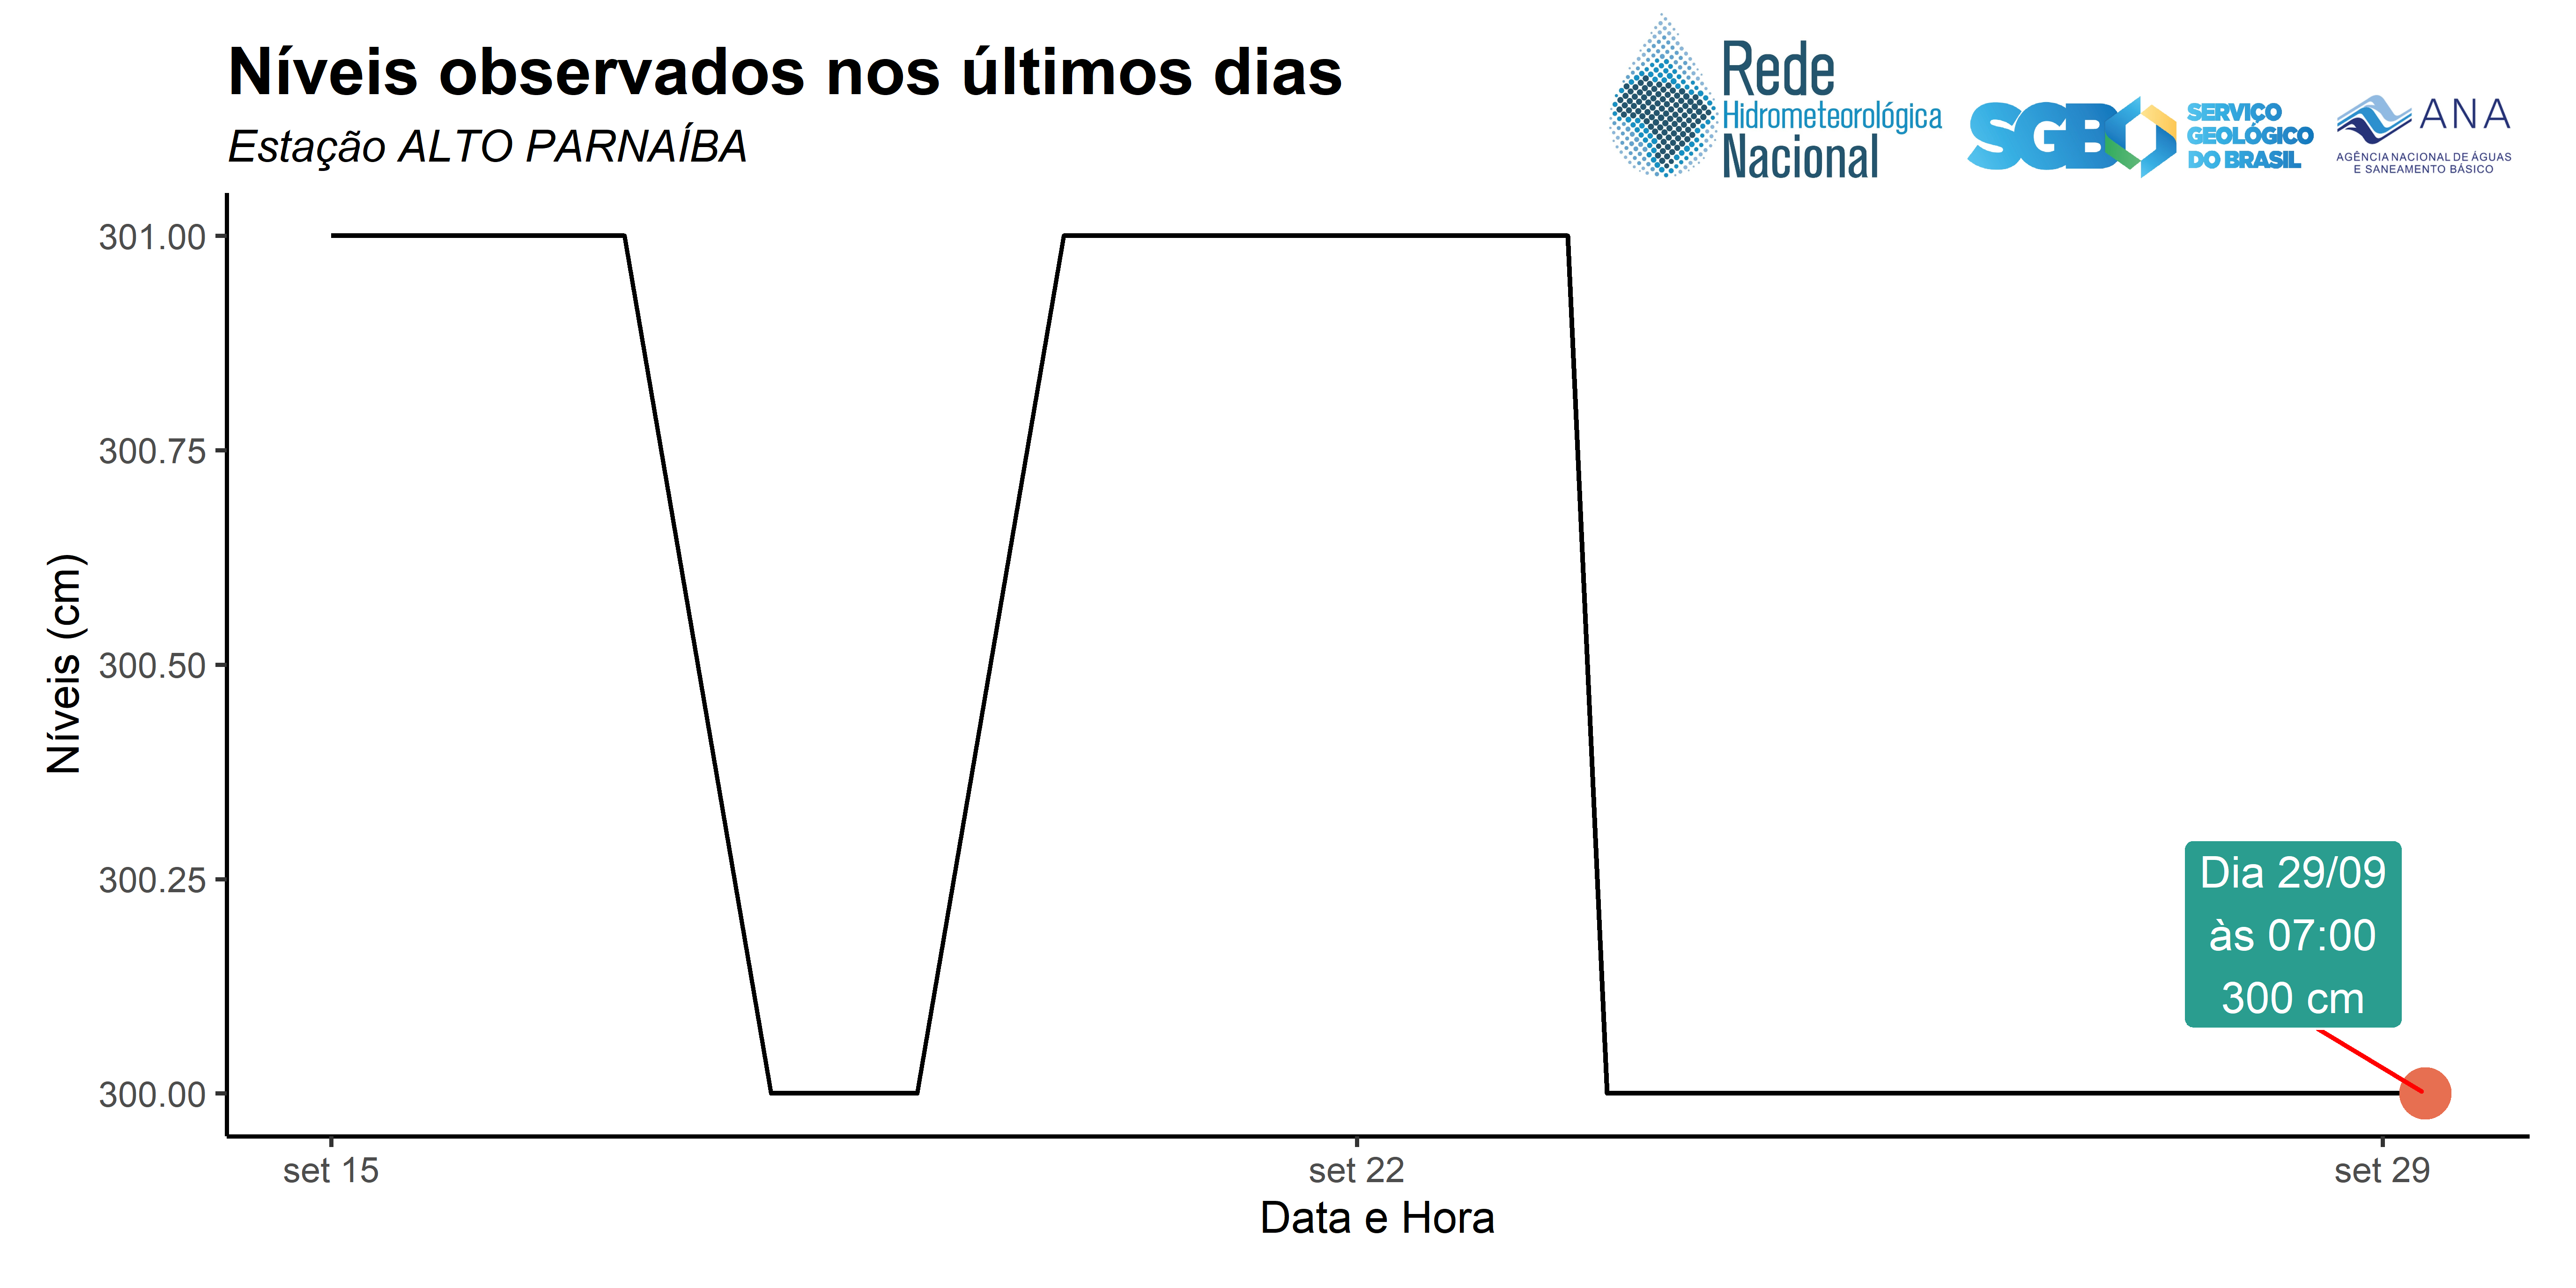 Níveis observados nos últimos dias
Estação ALTO PARNAÍBA
Rede
Hidrometeorológica
Nacional
SGB
SERVIÇO
GEOLÓGICO
DO BRASIL
ANA
AGÊNCIA NACIONAL DE ÁGUAS
E SANEAMENTO BÁSICO
Níveis (cm)
301.00
300.75
300.50
300.25
300.00
Dia 29/09
às 07:00
300 cm
set 15
set 22
set 29
Data e Hora